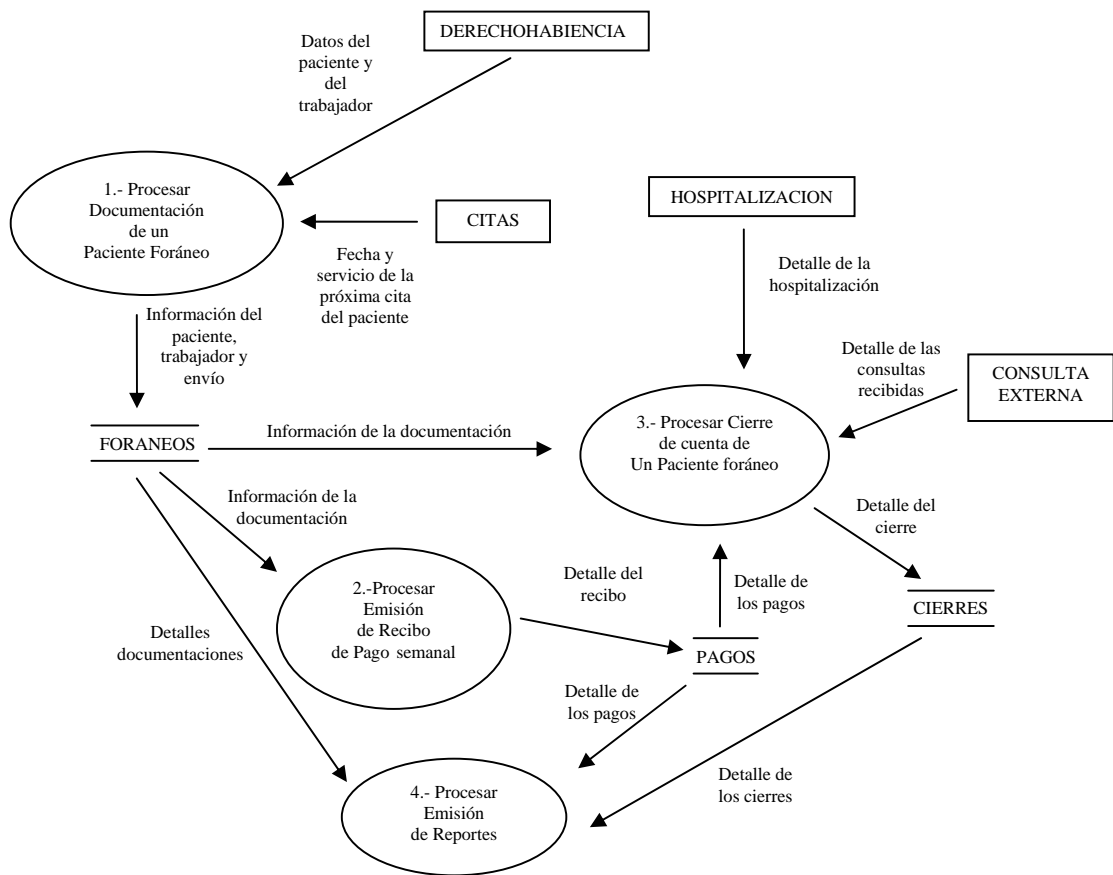 DERECHOHABIENCIA
Datos del
paciente y
del
trabajador
1.- Procesar
Documentación
de un
Paciente Foráneo
CITAS
HOSPITALIZACION
Fecha y
servicio de la
próxima cita
del paciente
Detalle de la
hospitalización
Información del
paciente,
trabajador y
envío
Detalle de las
consultas
recibidas
CONSULTA
EXTERNA
FORANEOS
Información de la documentación
3.- Procesar Cierre
de cuenta de
Un Paciente foráneo
Información de la
documentación
Detalle del
cierre
2.-Procesar
Emisión
de Recibo
de Pago semanal
Detalle del
recibo
Detalle de
los pagos
CIERRES
Detalles
documentaciones
PAGOS
Detalle de
los pagos
Detalle de
los cierres
4.- Procesar
Emisión
de Reportes